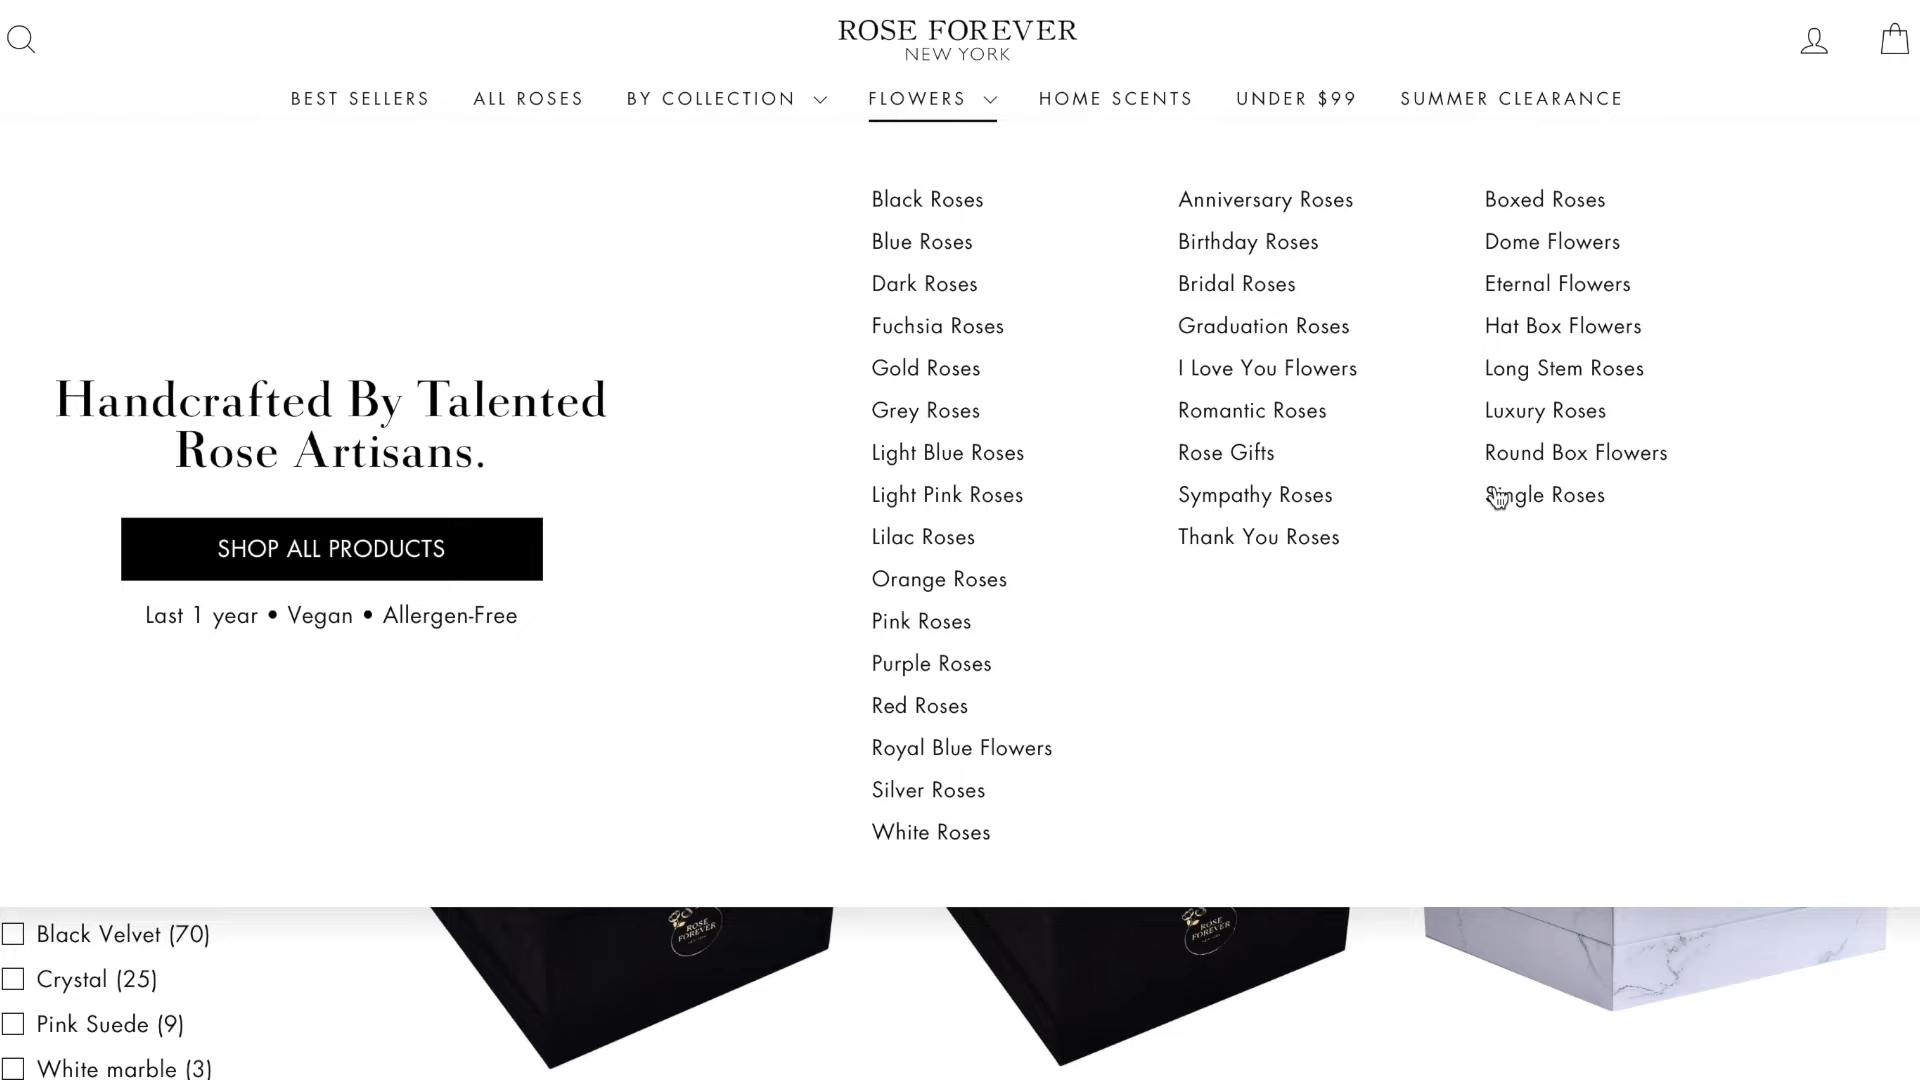 ROSE FOREVER
NEW YORK
BEST SELLERS
ALL ROSES
BY COLLECTION
FLOWERS
HOME SCENTS
UNDER $99
SUMMER CLEARANCE
Handcrafted By Talented
Rose Artisans.
SHOP ALL PRODUCTS
Last 1 year • Vegan • Allergen-Free
Black Roses
Blue Roses
Dark Roses
Fuchsia Roses
Gold Roses
Grey Roses
Light Blue Roses
Light Pink Roses
Lilac Roses
Orange Roses
Pink Roses
Purple Roses
Red Roses
Royal Blue Flowers
Silver Roses
White Roses
Anniversary Roses
Birthday Roses
Bridal Roses
Graduation Roses
I Love You Flowers
Romantic Roses
Rose Gifts
Sympathy Roses
Thank You Roses
Boxed Roses
Dome Flowers
Eternal Flowers
Hat Box Flowers
Long Stem Roses
Luxury Roses
Round Box Flowers
Single Roses
Black Velvet (70)
Crystal (25)
Pink Suede (9)
White marble (3)
ROSE
FOREVER
ROSE
FOREVER